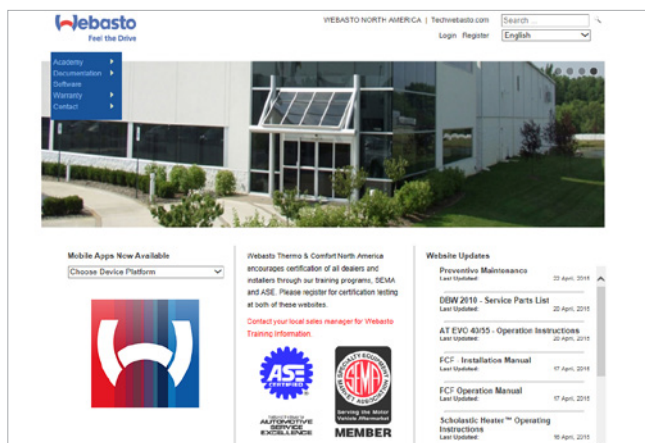 Webasto
Feel the Drive
WEBASTO NORTH AMERICA | Techwebasto.com
Search ...
Login Register
English
Academy
Documentation
Software
Warranty
Contact
Mobile Apps Now Available
Choose Device Platform
Webasto Thermo & Comfort North America
encourages certification of all dealers and
installers through our training programs, SEMA
and ASE. Please register for certification testing
at both of these websites.
Contact your local sales manager for Webasto
Training Information.
ASE
CERTIFIED
AUTOMOTIVE
SERVICE
EXCELLENCE
SPECIALTY EQUIPMENT
MARKET ASSOCIATION
SEMA
Serving the Motor
Vehicle Aftermarket
MEMBER
Website Updates
Preventive Maintenance
Last Updated: 22 April, 2015
DBW 2010 - Service Parts List
Last Updated: 20 April, 2015
AT EVO 40/55 - Operation Instructions
Last Updated: 20 April, 2015
FCF - Installation Manual
Last Updated: 17 April, 2015
FCF Operation Manual
Last Updated: 17 April, 2015
Scholastic Heater™ Operating
Instructions
Last Updated: 16 April, 2015